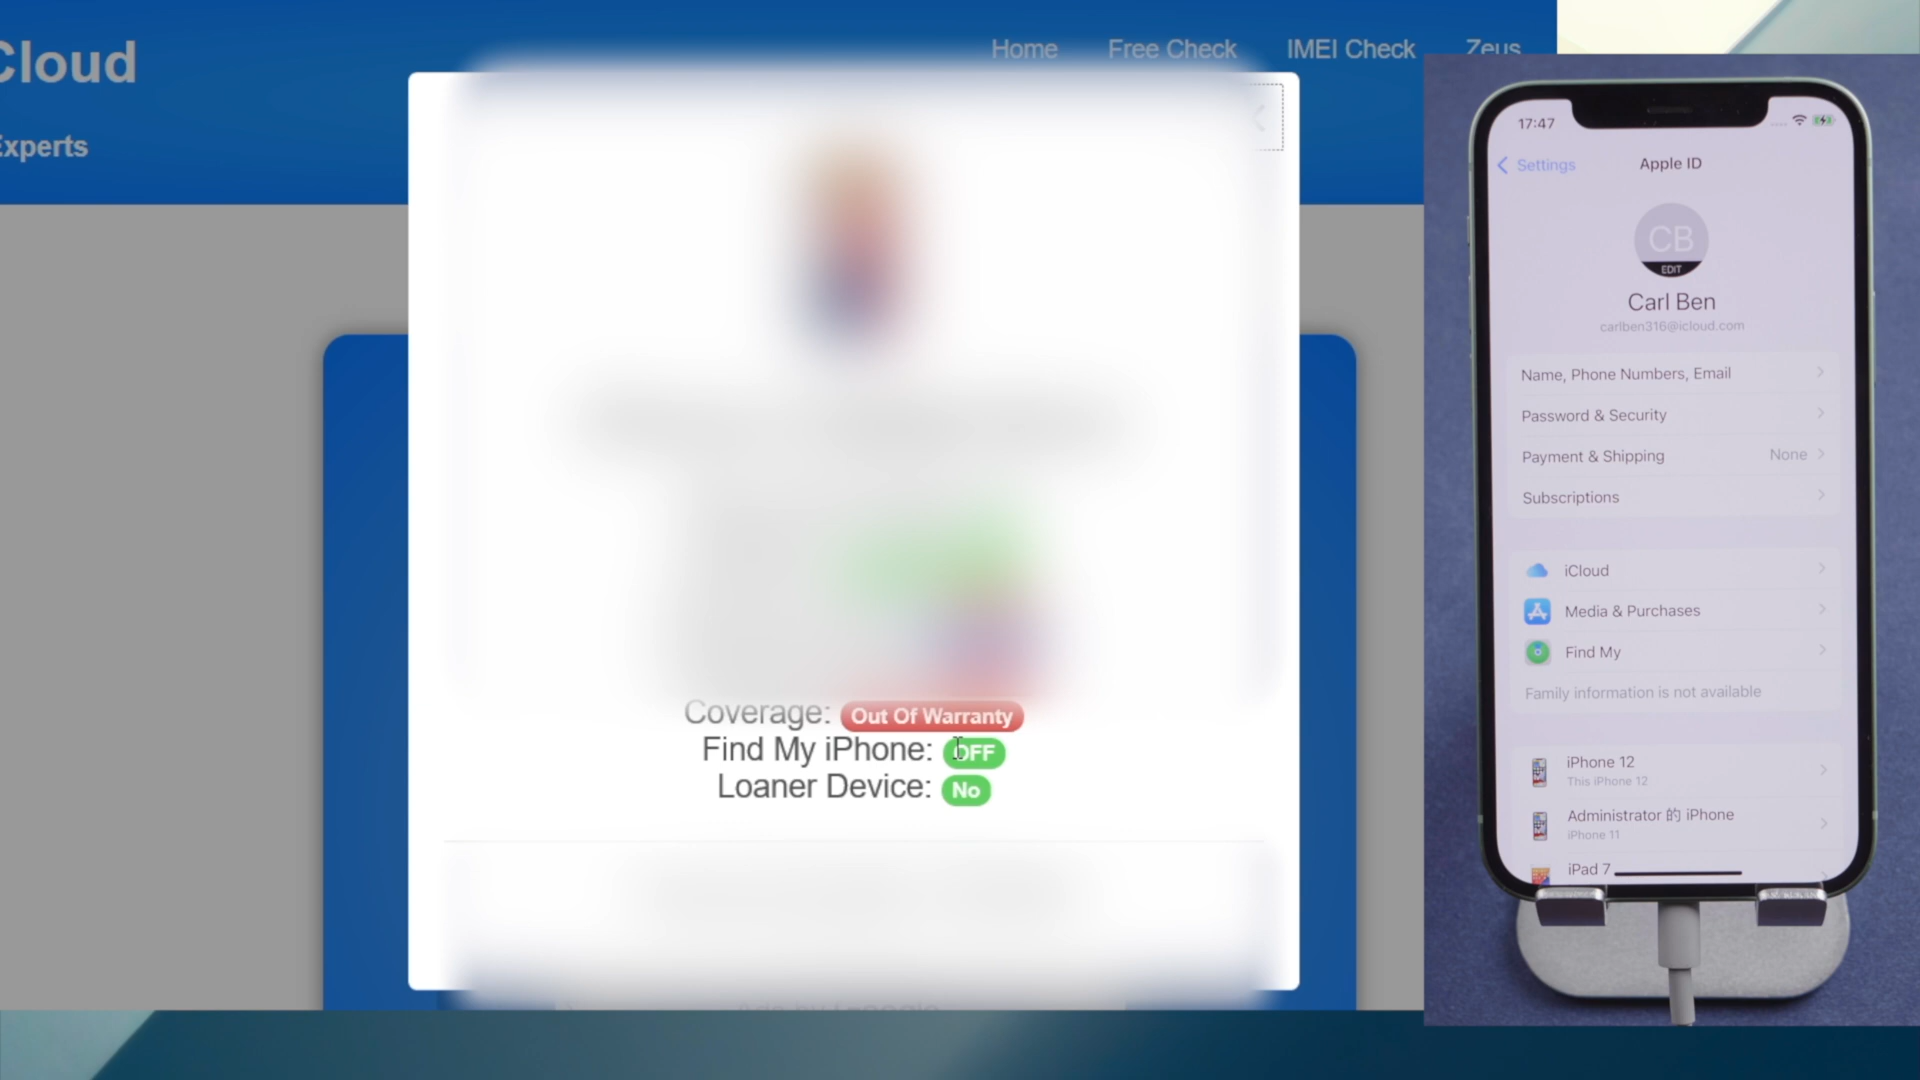 Cloud
Experts
Home
Free Check
IMEI Check
Zeus
Coverage: Out Of Warranty
Find My iPhone: OFF
Loaner Device: No
17:47
Settings
Apple ID
CB
EDIT
Carl Ben
carlben316@icloud.com
Name, Phone Numbers, Email
Password & Security
Payment & Shipping None
Subscriptions
iCloud
Media & Purchases
Find My
Family information is not available
iPhone 12
This iPhone 12
Administrator 的 iPhone
iPhone 11
iPad 7